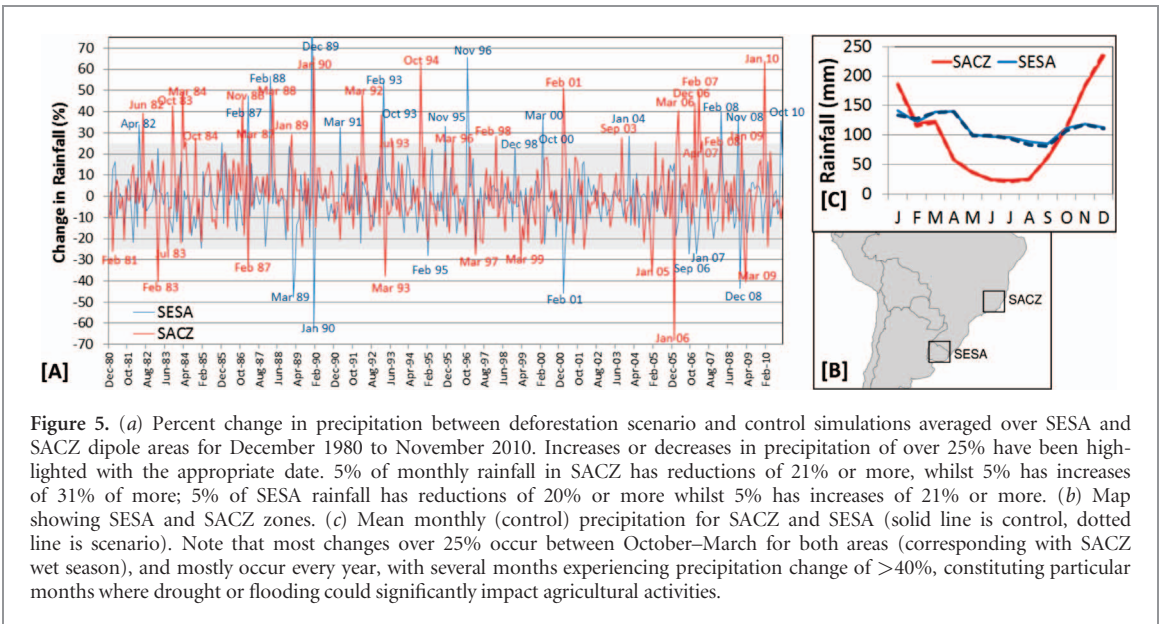 Change in Rainfall (%)
70
60
50
40
30
20
10
0
-10
-20
-30
-40
-50
-60
-70
Dec 89
Jan 90
Nov 96
Oct 94
Jan 10
Feb 88
Feb 93
Feb 01
Feb 07
Mar 84
Jun 82
Oct 83
Nov 86
Mar 88
Mar 92
Dec 06
Mar 06
Apr 82
Feb 87
Oct 93
Nov 95
Mar 00
Jan 04
Feb 08
Nov 08
Oct 10
Mar 91
Jan 89
Oct 84
Mar 87
Jun 93
Mar 96
Feb 98
Dec 98
Oct 00
Sep 03
Jan 09
Feb 08
Apr 07
Feb 81
Jul 83
Feb 83
Feb 87
Mar 89
Jan 90
Mar 93
Feb 95
Mar 97
Mar 99
Feb 01
Jan 05
Sep 06
Jan 07
Mar 09
Dec 08
Jan 06
SESA
SACZ
Dec-80
Oct-81
Aug-82
Jun-83
Apr-84
Feb-85
Dec-85
Oct-86
Aug-87
Jun-88
Apr-89
Feb-90
Dec-90
Oct-91
Aug-92
Jun-93
Apr-94
Feb-95
Dec-95
Oct-96
Aug-97
Jun-98
Apr-99
Feb-00
Dec-00
Oct-01
Aug-02
Jun-03
Apr-04
Feb-05
Dec-05
Oct-06
Aug-07
Jun-08
Apr-09
Feb-10
[A]
Rainfall (mm)
250
200
150
100
50
0
SACZ SESA
[C]
J F M A M J J A S O N D
SACZ
SESA
[B]
Figure 5. (a) Percent change in precipitation between deforestation scenario and control simulations averaged over SESA and
SACZ dipole areas for December 1980 to November 2010. Increases or decreases in precipitation of over 25% have been high-
lighted with the appropriate date. 5% of monthly rainfall in SACZ has reductions of 21% or more, whilst 5% has increases
of 31% of more; 5% of SESA rainfall has reductions of 20% or more whilst 5% has increases of 21% or more. (b) Map
showing SESA and SACZ zones. (c) Mean monthly (control) precipitation for SACZ and SESA (solid line is control, dotted
line is scenario). Note that most changes over 25% occur between October–March for both areas (corresponding with SACZ
wet season), and mostly occur every year, with several months experiencing precipitation change of >40%, constituting particular
months where drought or flooding could significantly impact agricultural activities.